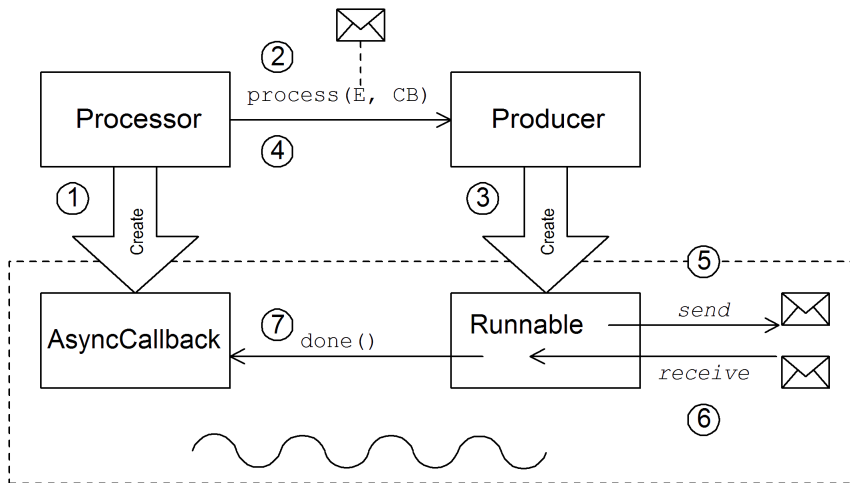 2
process(E, CB)
Processor
Producer
4
1
Create
3
Create
5
AsyncCallback
7
done()
Runnable
send
receive
6